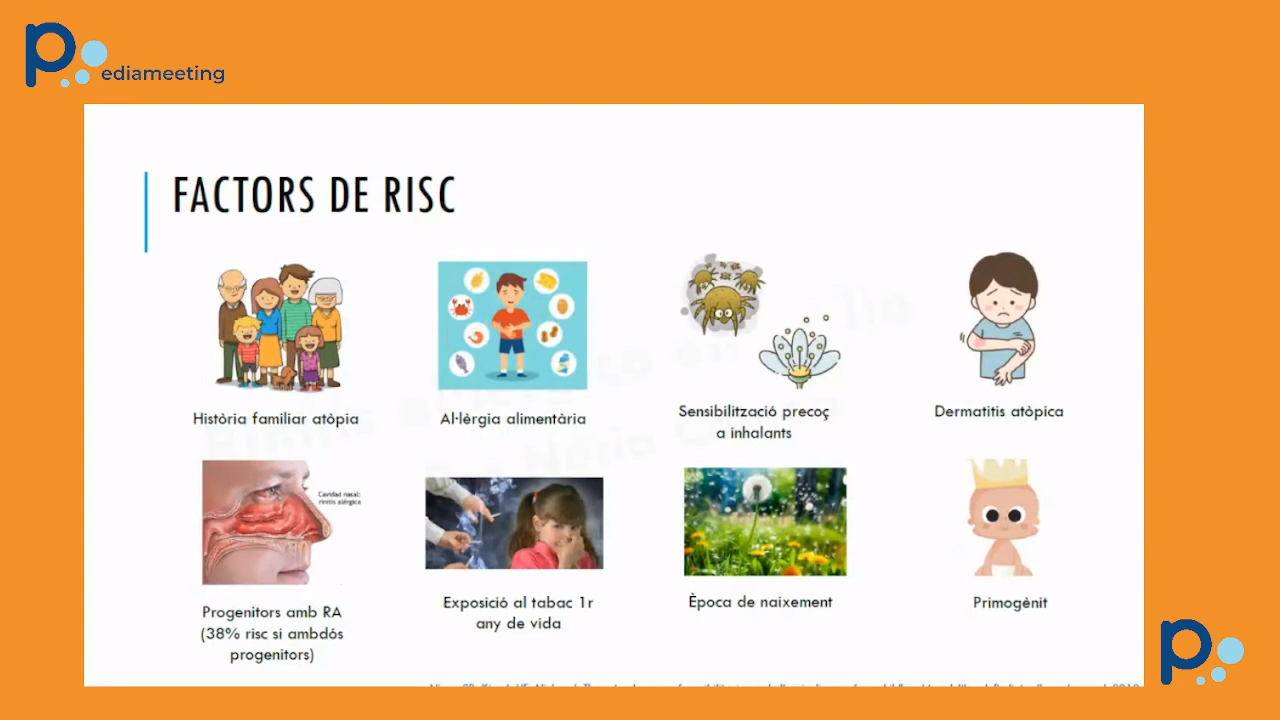 pediameeting
FACTORS DE RISC
Història familiar atòpia
Al·lèrgia alimentària
Sensibilització precoç
a inhalants
Dermatitis atòpica
Cavidad nasal:
rinitis alérgica
Progenitors amb RA
(38% risc si ambdós
progenitors)
Exposició al tabac 1r
any de vida
Època de naixement
Primogènit
p